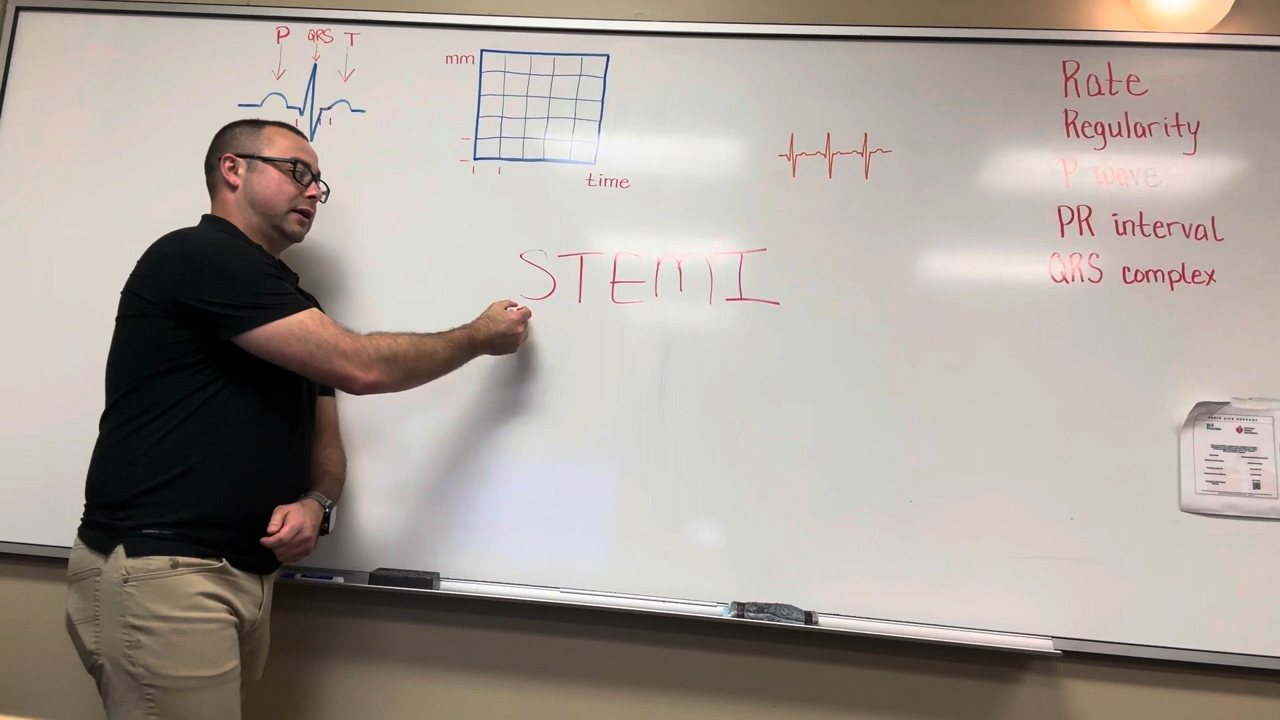 P QRS T
mm
time
STEMI
Rate
Regularity
P wave
PR interval
QRS complex